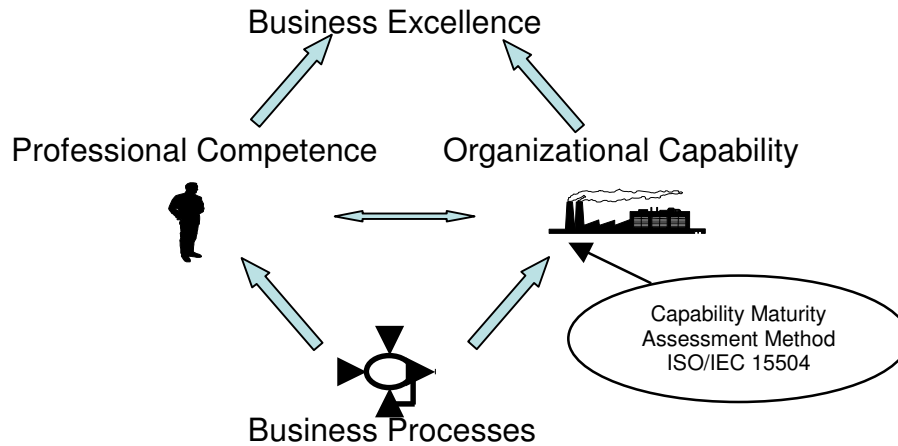 Business Excellence
Professional Competence
Organizational Capability
Capability Maturity
Assessment Method
ISO/IEC 15504
Business Processes